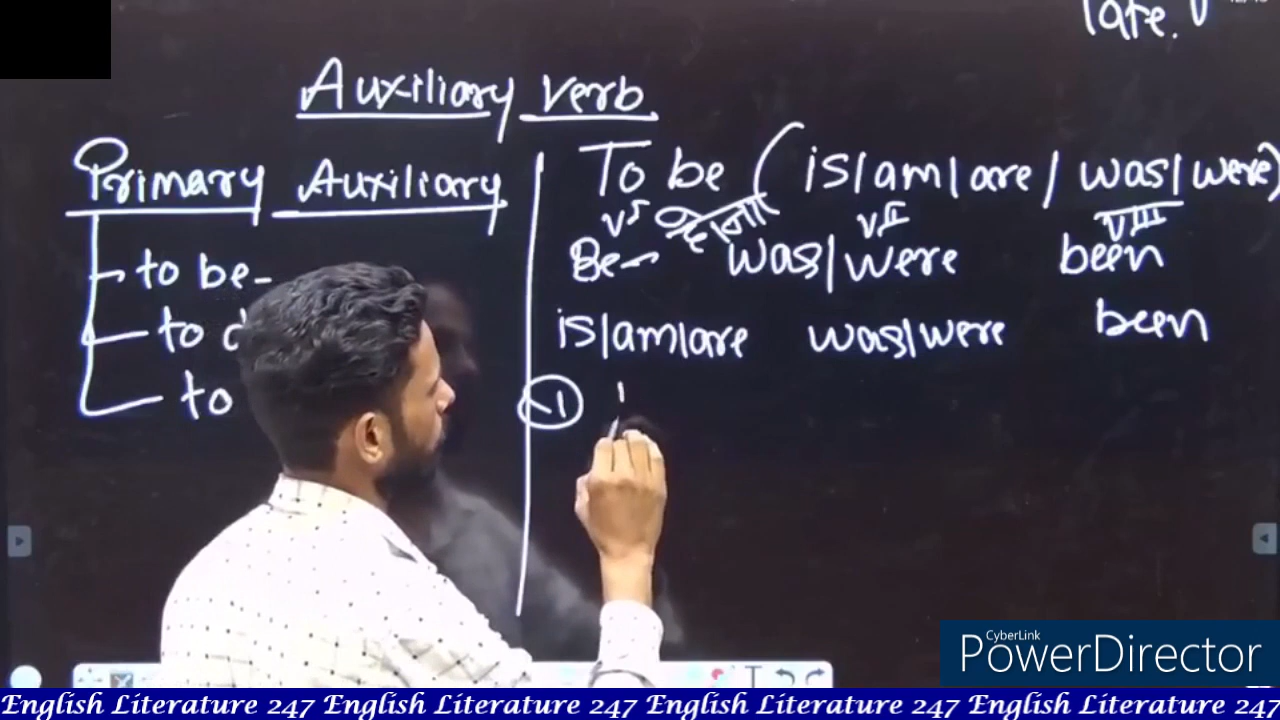 Late. V
Auxiliary verb
Primary Auxiliary
to be-
to
to
To be ( is/am/are / was/were)
VI VII VIII
Be- was/were been
is/am/are was/were been
1
CyberLink
PowerDirector
English Literature 247 English Literature 247 English Literature 247 English Literature 247